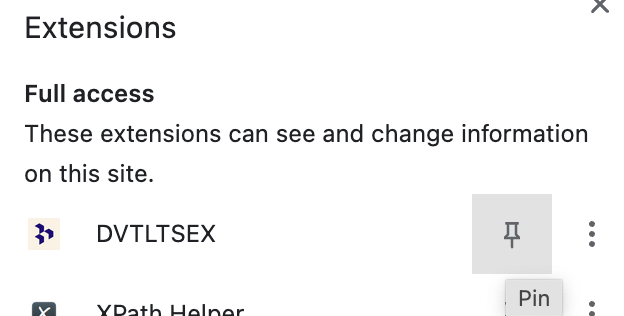 Extensions
Full access
These extensions can see and change information
on this site.
DVTLTSEX
Pin
XPath Helper